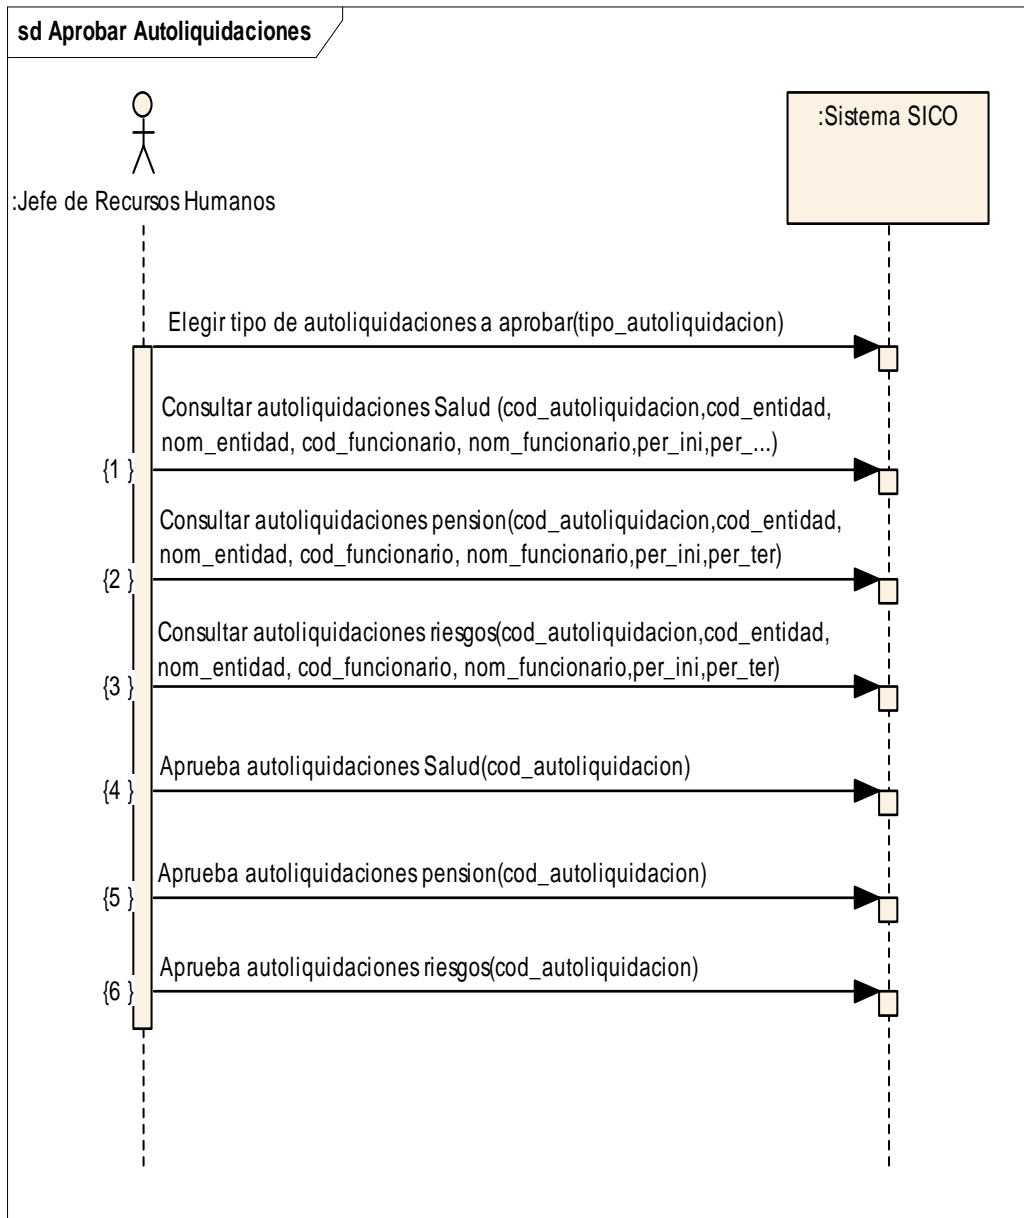 sd Aprobar Autoliquidaciones
:Jefe de Recursos Humanos
:Sistema SICO
Elegir tipo de autoliquidaciones a aprobar(tipo_autoliquidacion)
Consultar autoliquidaciones Salud (cod_autoliquidacion,cod_entidad,
nom_entidad, cod_funcionario, nom_funcionario,per_ini,per_...)
{1 }
Consultar autoliquidaciones pension(cod_autoliquidacion,cod_entidad,
nom_entidad, cod_funcionario, nom_funcionario,per_ini,per_ter)
{2 }
Consultar autoliquidaciones riesgos(cod_autoliquidacion,cod_entidad,
nom_entidad, cod_funcionario, nom_funcionario,per_ini,per_ter)
{3 }
Aprueba autoliquidaciones Salud(cod_autoliquidacion)
{4 }
Aprueba autoliquidaciones pension(cod_autoliquidacion)
{5 }
Aprueba autoliquidaciones riesgos(cod_autoliquidacion)
{6 }